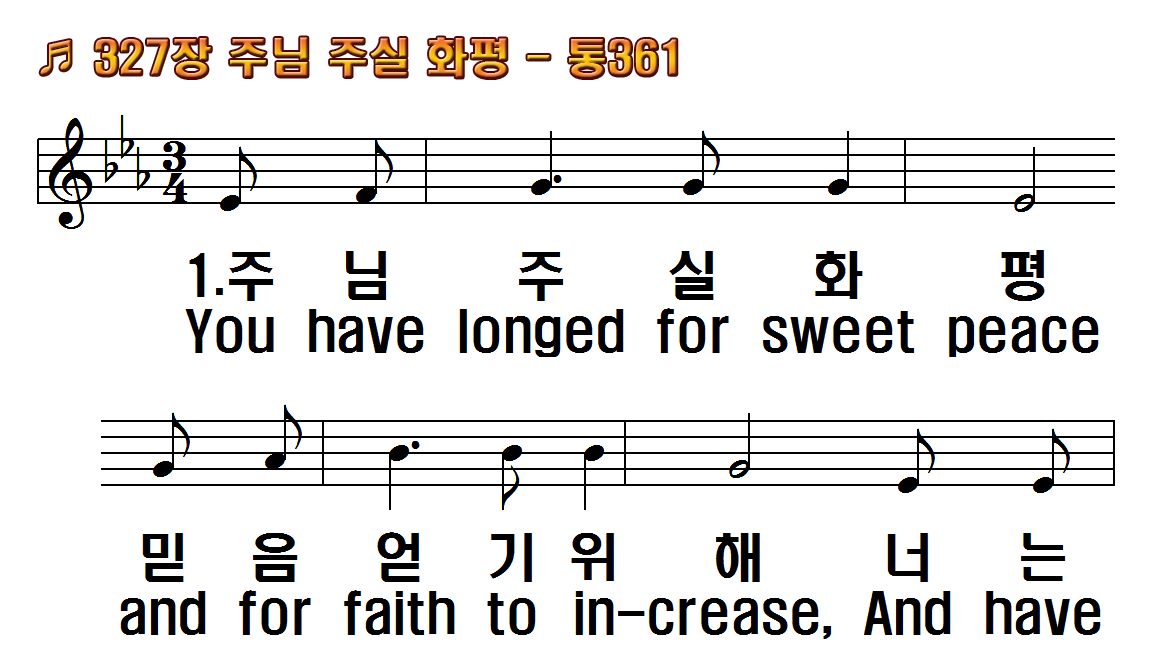 ♬ 327장 주님 주실 화평 - 통361
3
4
1.주 님 주 실 화 평
You have longed for sweet peace
믿 음 얻 기 위 해 너 는
and for faith to in-crease, And have